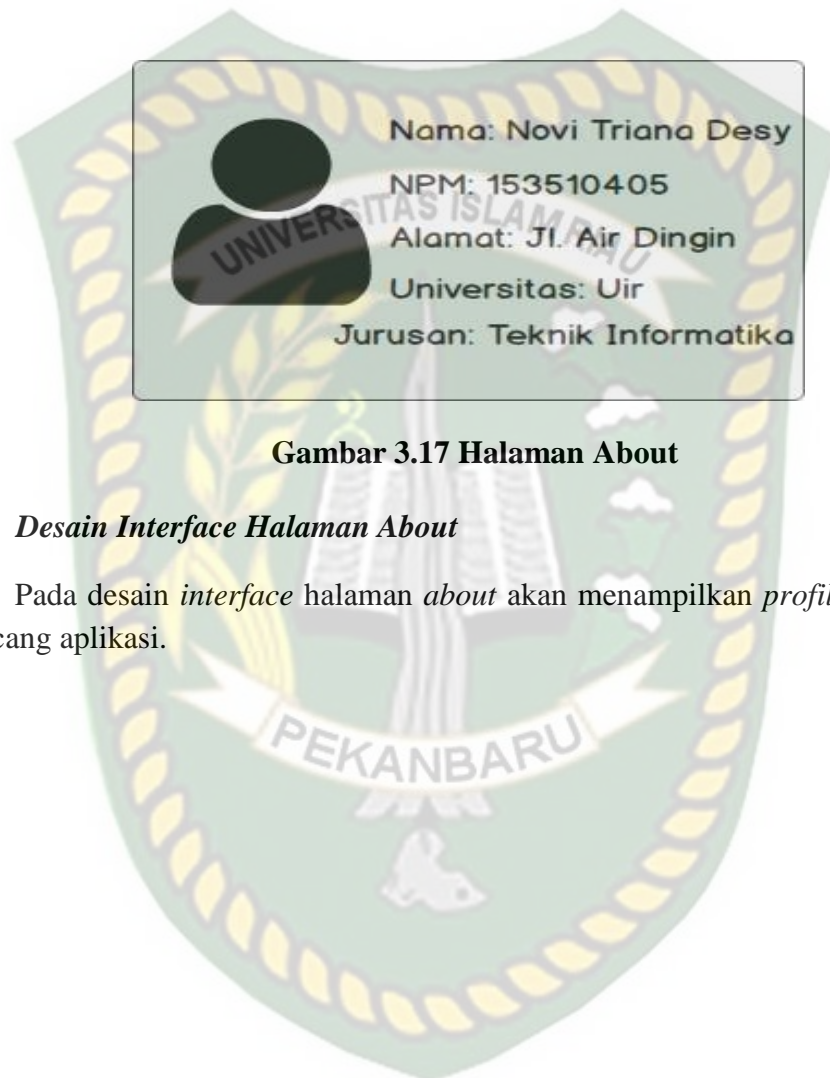 Nama: Novi Triana Desy
NPM: 153510405
UNIVERSITAS ISLAM RIAU
Alamat: Jl. Air Dingin
Universitas: Uir
Jurusan: Teknik Informatika
Gambar 3.17 Halaman About
Desain Interface Halaman About
Pada desain interface halaman about akan menampilkan profil
cang aplikasi.
PEKANBARU